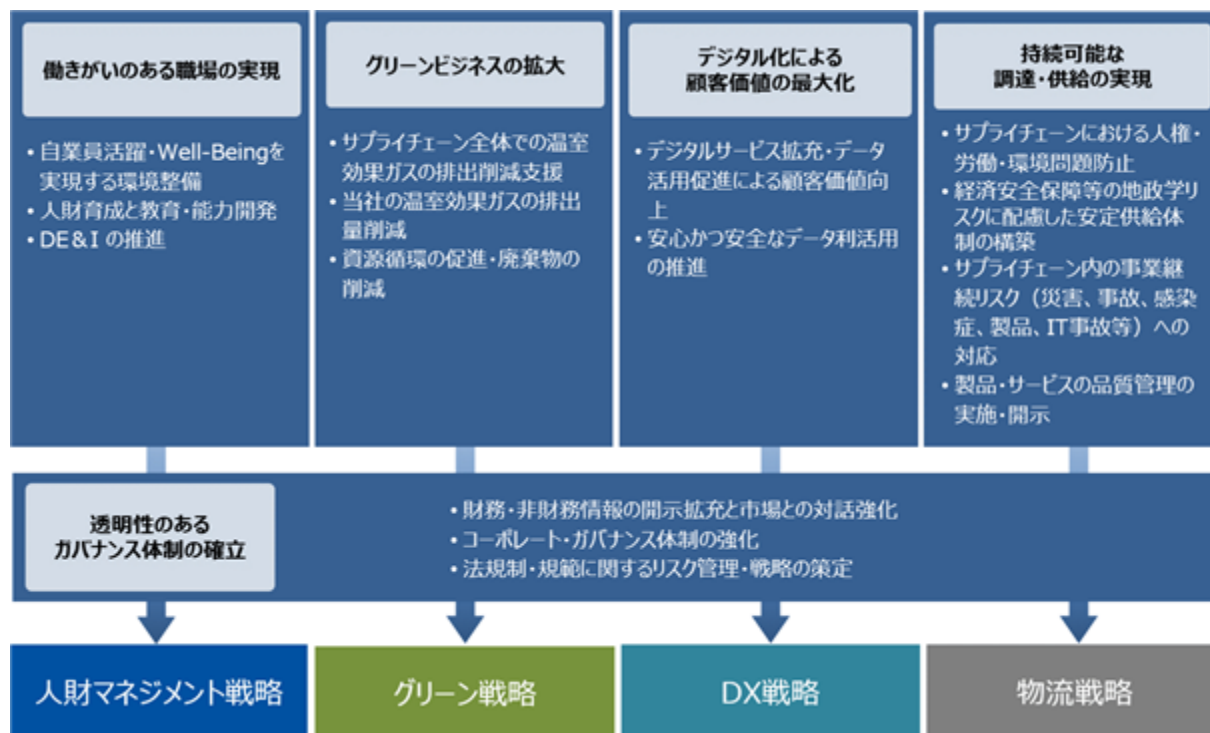 働きがいのある職場の実現
• 自業員活躍・Well-Beingを
実現する環境整備
• 人財育成と教育・能力開発
• DE&I の推進
グリーンビジネスの拡大
• サプライチェーン全体での温室
効果ガスの排出削減支援
• 当社の温室効果ガスの排出
量削減
• 資源循環の促進・廃棄物の
削減
デジタル化による
顧客価値の最大化
• デジタルサービス拡充・データ
活用促進による顧客価値向
上
• 安心かつ安全なデータ利活用
の推進
持続可能な
調達・供給の実現
• サプライチェーンにおける人権・
労働・環境問題防止
• 経済安全保障等の地政学リ
スクに配慮した安定供給体
制の構築
• サプライチェーン内の事業継
続リスク（災害、事故、感染
症、製品、IT事故等）への
対応
• 製品・サービスの品質管理の
実施・開示
透明性のある
ガバナンス体制の確立
• 財務・非財務情報の開示拡充と市場との対話強化
• コーポレート・ガバナンス体制の強化
• 法規制・規範に関するリスク管理・戦略の策定
人財マネジメント戦略
グリーン戦略
DX戦略
物流戦略